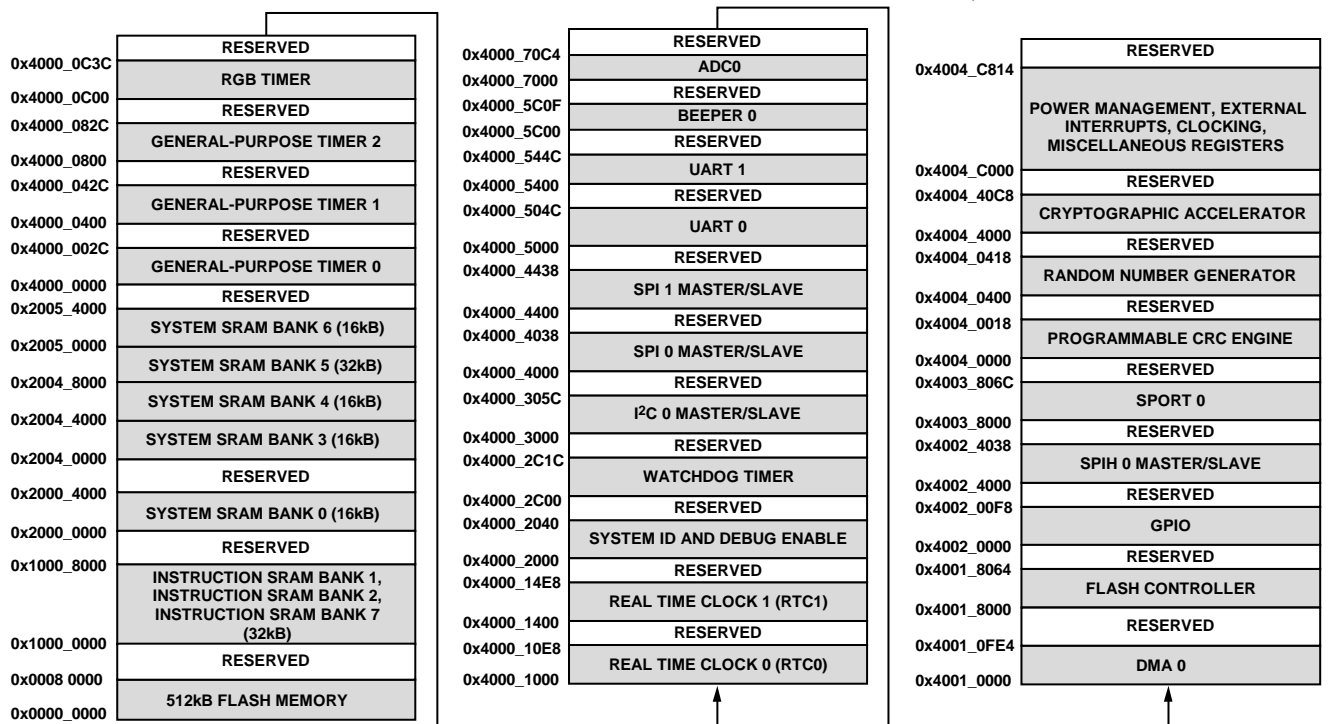 RESERVED
0x4000_0C3C
RGB TIMER
0x4000_0C00
RESERVED
0x4000_082C
GENERAL-PURPOSE TIMER 2
0x4000_0800
RESERVED
0x4000_042C
GENERAL-PURPOSE TIMER 1
0x4000_0400
RESERVED
0x4000_002C
GENERAL-PURPOSE TIMER 0
0x4000_0000
RESERVED
0x2005_4000
SYSTEM SRAM BANK 6 (16kB)
0x2005_0000
SYSTEM SRAM BANK 5 (32kB)
0x2004_8000
SYSTEM SRAM BANK 4 (16kB)
0x2004_4000
SYSTEM SRAM BANK 3 (16kB)
0x2004_0000
RESERVED
0x2000_4000
SYSTEM SRAM BANK 0 (16kB)
0x2000_0000
RESERVED
0x1000_8000
INSTRUCTION SRAM BANK 1,
INSTRUCTION SRAM BANK 2,
INSTRUCTION SRAM BANK 7
(32kB)
0x1000_0000
RESERVED
0x0008 0000
512kB FLASH MEMORY
0x0000_0000
RESERVED
0x4000_70C4
ADC0
0x4000_7000
RESERVED
0x4000_5C0F
BEEPER 0
0x4000_5C00
RESERVED
0x4000_544C
UART 1
0x4000_5400
RESERVED
0x4000_504C
UART 0
0x4000_5000
RESERVED
0x4000_4438
SPI 1 MASTER/SLAVE
0x4000_4400
RESERVED
0x4000_4038
SPI 0 MASTER/SLAVE
0x4000_4000
RESERVED
0x4000_305C
I2C 0 MASTER/SLAVE
0x4000_3000
RESERVED
0x4000_2C1C
WATCHDOG TIMER
0x4000_2C00
RESERVED
0x4000_2040
SYSTEM ID AND DEBUG ENABLE
0x4000_2000
RESERVED
0x4000_14E8
REAL TIME CLOCK 1 (RTC1)
0x4000_1400
RESERVED
0x4000_10E8
REAL TIME CLOCK 0 (RTC0)
0x4000_1000
RESERVED
0x4004_C814
POWER MANAGEMENT, EXTERNAL
INTERRUPTS, CLOCKING,
MISCELLANEOUS REGISTERS
0x4004_C000
RESERVED
0x4004_40C8
CRYPTOGRAPHIC ACCELERATOR
0x4004_4000
RESERVED
0x4004_0418
RANDOM NUMBER GENERATOR
0x4004_0400
RESERVED
0x4004_0018
PROGRAMMABLE CRC ENGINE
0x4004_0000
RESERVED
0x4003_806C
SPORT 0
0x4003_8000
RESERVED
0x4002_4038
SPIH 0 MASTER/SLAVE
0x4002_4000
RESERVED
0x4002_00F8
GPIO
0x4002_0000
RESERVED
0x4001_8064
FLASH CONTROLLER
0x4001_8000
RESERVED
0x4001_0FE4
DMA 0
0x4001_0000